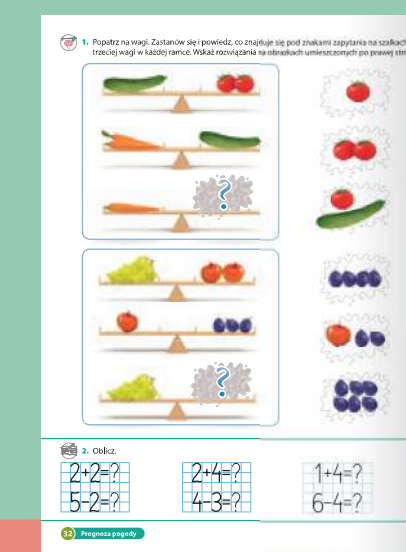 1. Popatrz na wagi. Zastanów się i powiedz, co znajduje się pod znakami zapytania na szalkach
trzeciej wagi w każdej ramce. Wskaż rozwiązania na obrazkach umieszczonych po prawej
?
?
2. Oblicz.
2+2=? 2+4=? 1+4=?
5-2=? 4-3=? 6-4=?
32 Prognoza pogody